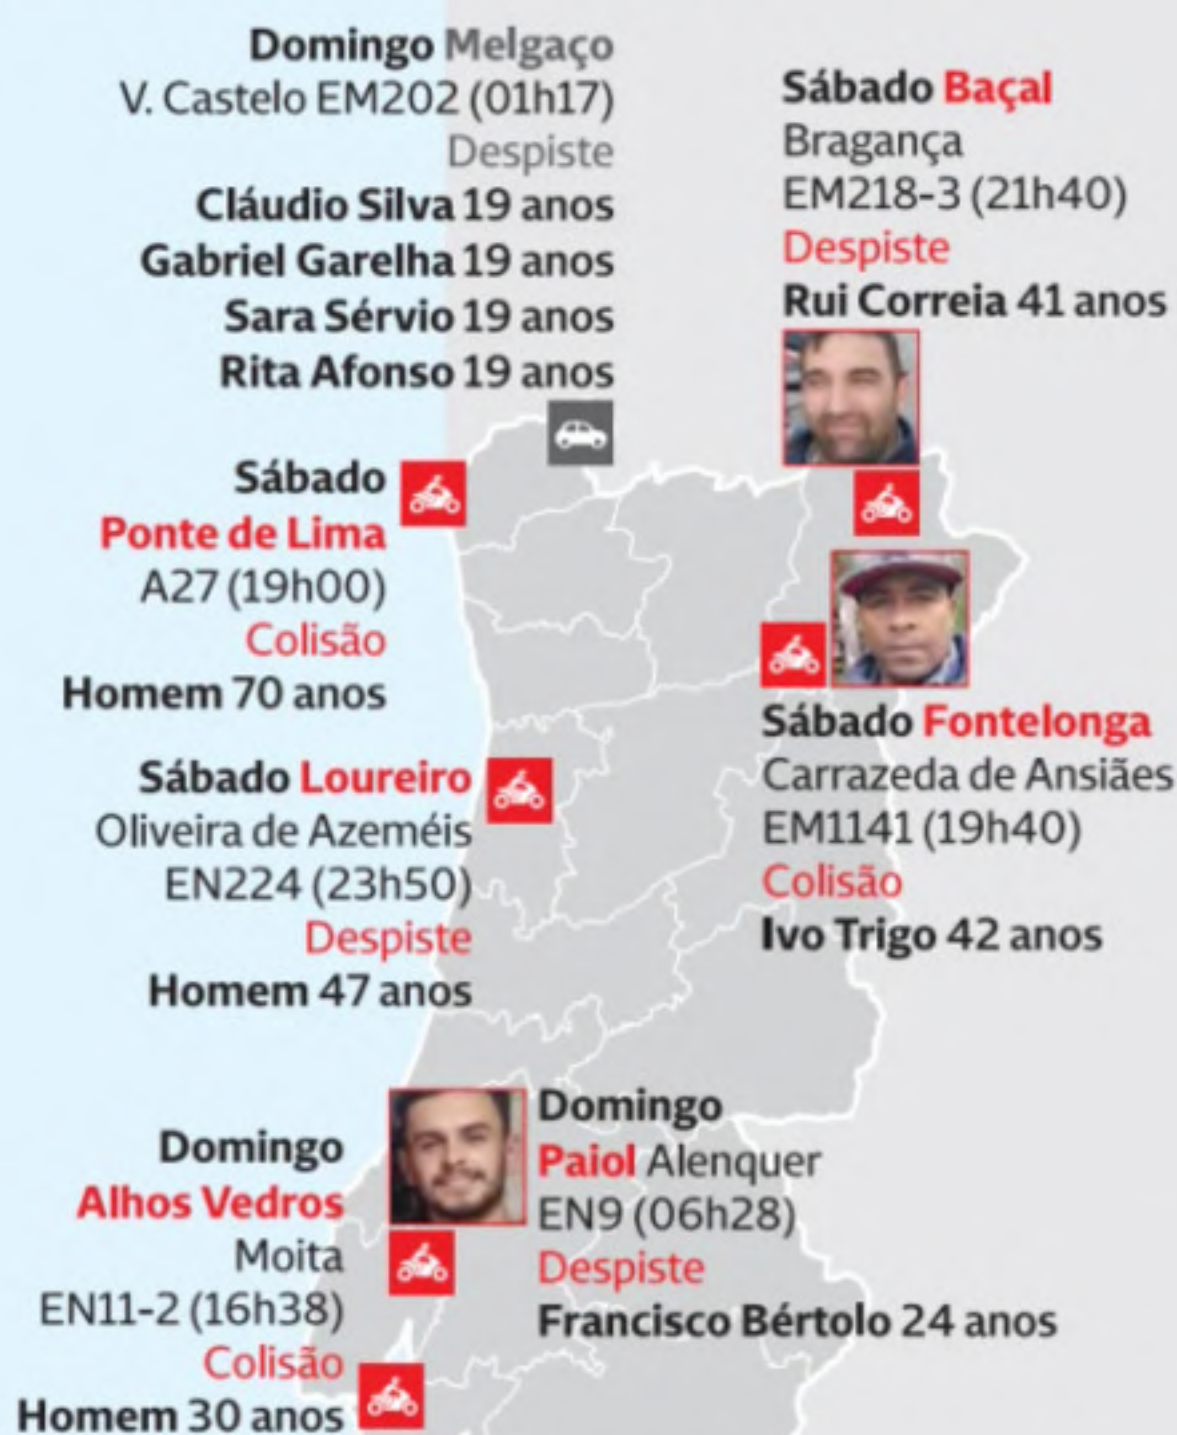 Domingo Melgaço
V. Castelo EM202 (01h17)
Despiste
Cláudio Silva 19 anos
Gabriel Garelha 19 anos
Sara Sérvio 19 anos
Rita Afonso 19 anos
Sábado Baçal
Bragança
EM218-3 (21h40)
Despiste
Rui Correia 41 anos
Sábado
Ponte de Lima
A27 (19h00)
Colisão
Homem 70 anos
Sábado Fontelonga
Carrazeda de Ansiães
EM1141 (19h40)
Colisão
Ivo Trigo 42 anos
Sábado Loureiro
Oliveira de Azeméis
EN224 (23h50)
Despiste
Homem 47 anos
Domingo
Paiol Alenquer
EN9 (06h28)
Despiste
Francisco Bértolo 24 anos
Domingo
Alhos Vedros
Moita
EN11-2 (16h38)
Colisão
Homem 30 anos